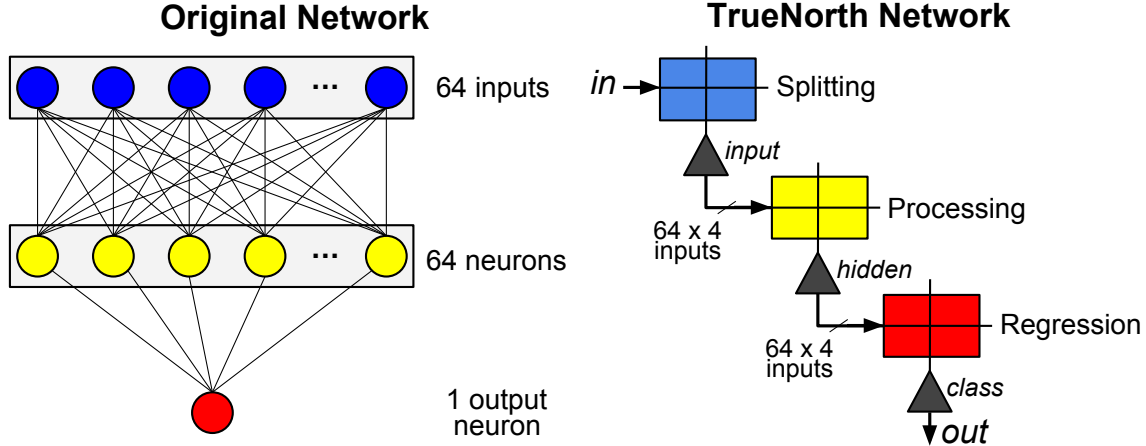 Original Network
64 inputs
...
64 neurons
...
1 output
neuron
TrueNorth Network
in
Splitting
input
64 x 4
inputs
Processing
hidden
64 x 4
inputs
Regression
class
out